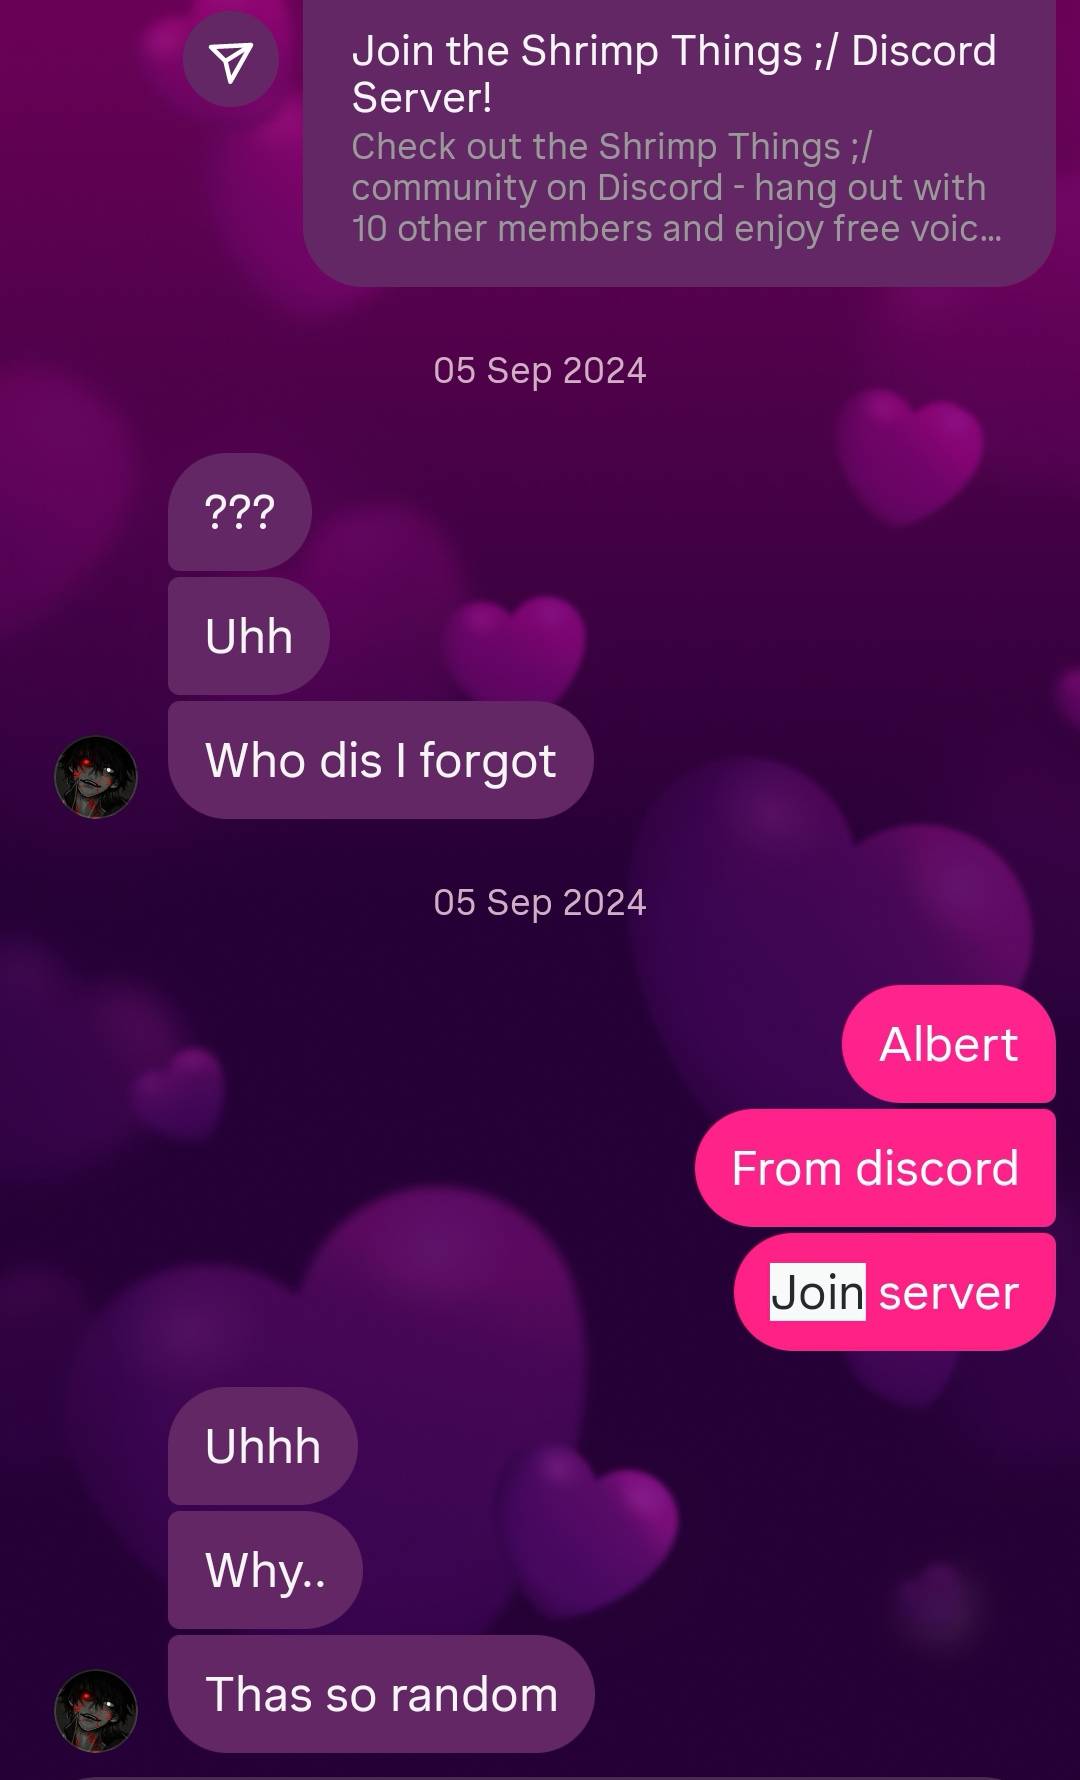 Join the Shrimp Things ;/ Discord
Server!
Check out the Shrimp Things ;/
community on Discord - hang out with
10 other members and enjoy free voic...
05 Sep 2024
???
Uhh
Who dis I forgot
05 Sep 2024
Albert
From discord
Join server
Uhhh
Why..
Thas so random